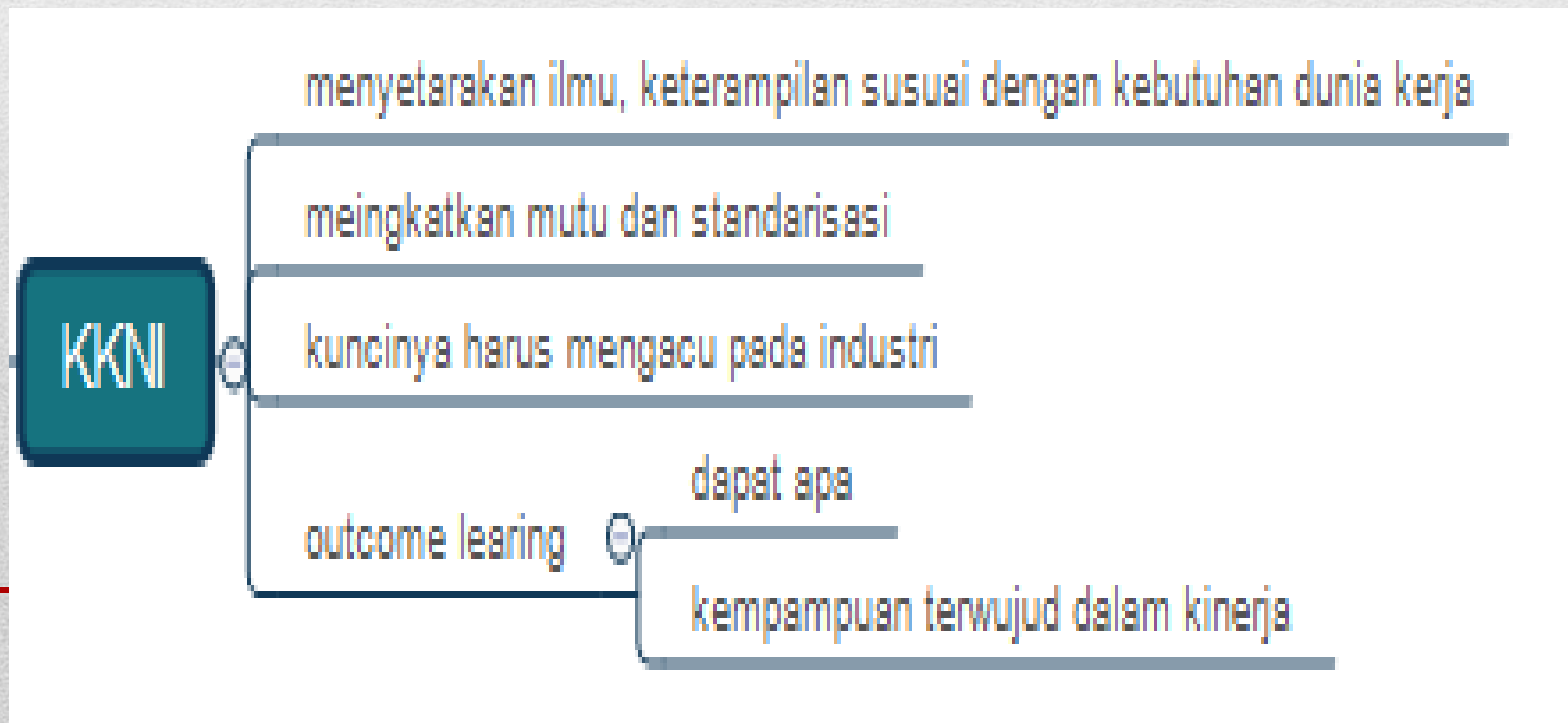 menyetarakan ilmu, keterampilan susuai dengan kebutuhan dunia kerja
meingkatkan mutu dan standarisasi
KKNI
kuncinya harus mengacu pada industri
dapat apa
outcome learing
kempampuan terwujud dalam kinerja